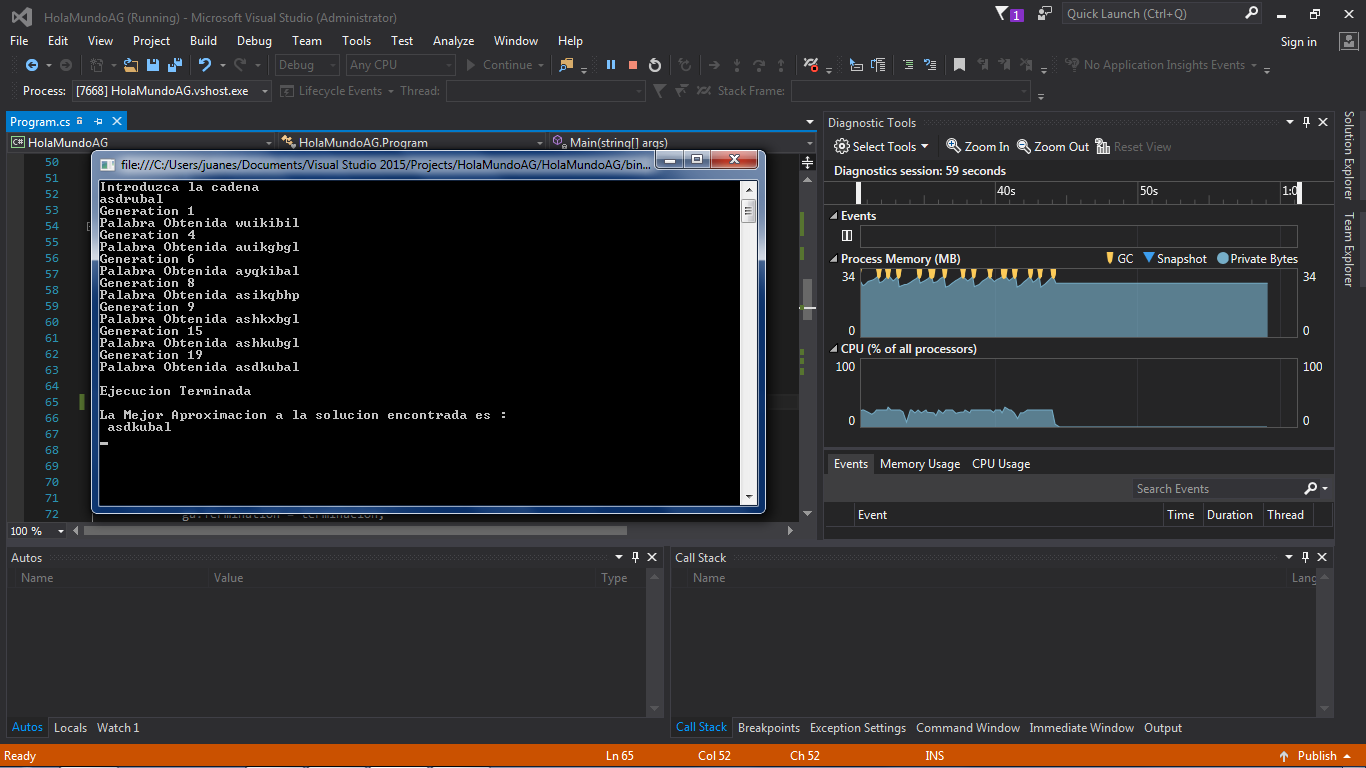 HolaMundoAG (Running) - Microsoft Visual Studio (Administrator)
1
Quick Launch (Ctrl+Q)
File Edit View Project Build Debug Team Tools Test Analyze Window Help
Sign in
Debug Any CPU Continue No Application Insights Events
Process: [7668] HolaMundoAG.vshost.exe Lifecycle Events Thread: Stack Frame:
Program.cs
HolaMundoAG HolaMundoAG.Program Main(string[] args)
file:///C:/Users/juanes/Documents/Visual Studio 2015/Projects/HolaMundoAG/HolaMundoAG/bin...
50
51
52
53
54
55
56
57
58
59
60
61
62
63
64
65
66
67
68
69
70
71
72
Introduzca la cadena
asdrubal
Generation 1
Palabra Obtenida wuikibil
Generation 4
Palabra Obtenida auikgbgl
Generation 6
Palabra Obtenida ayqkibal
Generation 8
Palabra Obtenida asikqbhp
Generation 9
Palabra Obtenida ashkxbgl
Generation 15
Palabra Obtenida ashkubgl
Generation 19
Palabra Obtenida asdkubal
Ejecucion Terminada
La Mejor Aproximacion a la solucion encontrada es :
asdkubal
ga.Termination = terminacion;
100 %
Diagnostic Tools
Select Tools Zoom In Zoom Out Reset View
Diagnostics session: 59 seconds
40s 50s 1:0
Events
Process Memory (MB) GC Snapshot Private Bytes
34 34
0 0
CPU (% of all processors)
100 100
0 0
Events Memory Usage CPU Usage
Search Events
Event Time Duration Thread
Solution Explorer
Team Explorer
Autos
Name Value Type
Call Stack
Name Lang
Autos Locals Watch 1
Call Stack Breakpoints Exception Settings Command Window Immediate Window Output
Ready Ln 65 Col 52 Ch 52 INS Publish